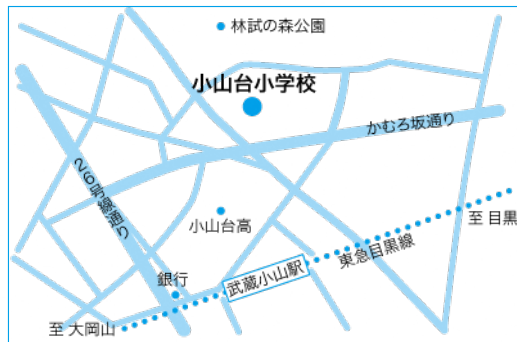 林試の森公園
小山台小学校
かむろ坂通り
26号線通り
小山台高
至 目黒
東急目黒線
武蔵小山駅
銀行
至 大岡山